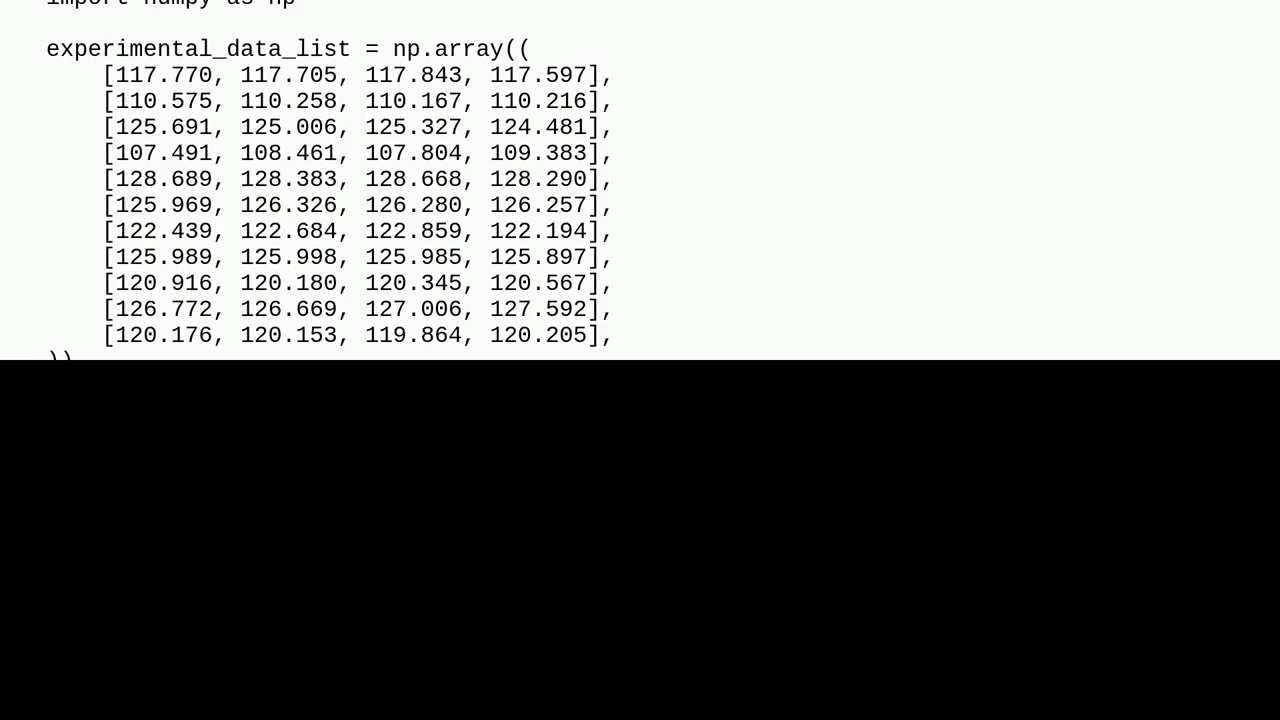 import numpy as np
experimental_data_list = np.array((
    [117.770, 117.705, 117.843, 117.597],
    [110.575, 110.258, 110.167, 110.216],
    [125.691, 125.006, 125.327, 124.481],
    [107.491, 108.461, 107.804, 109.383],
    [128.689, 128.383, 128.668, 128.290],
    [125.969, 126.326, 126.280, 126.257],
    [122.439, 122.684, 122.859, 122.194],
    [125.989, 125.998, 125.985, 125.897],
    [120.916, 120.180, 120.345, 120.567],
    [126.772, 126.669, 127.006, 127.592],
    [120.176, 120.153, 119.864, 120.205],
))